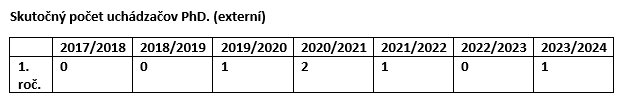 Skutočný počet uchádzačov PhD. (externí)
2017/2018 2018/2019 2019/2020 2020/2021 2021/2022 2022/2023 2023/2024
1. 0 0 1 2 1 0 1
roč.